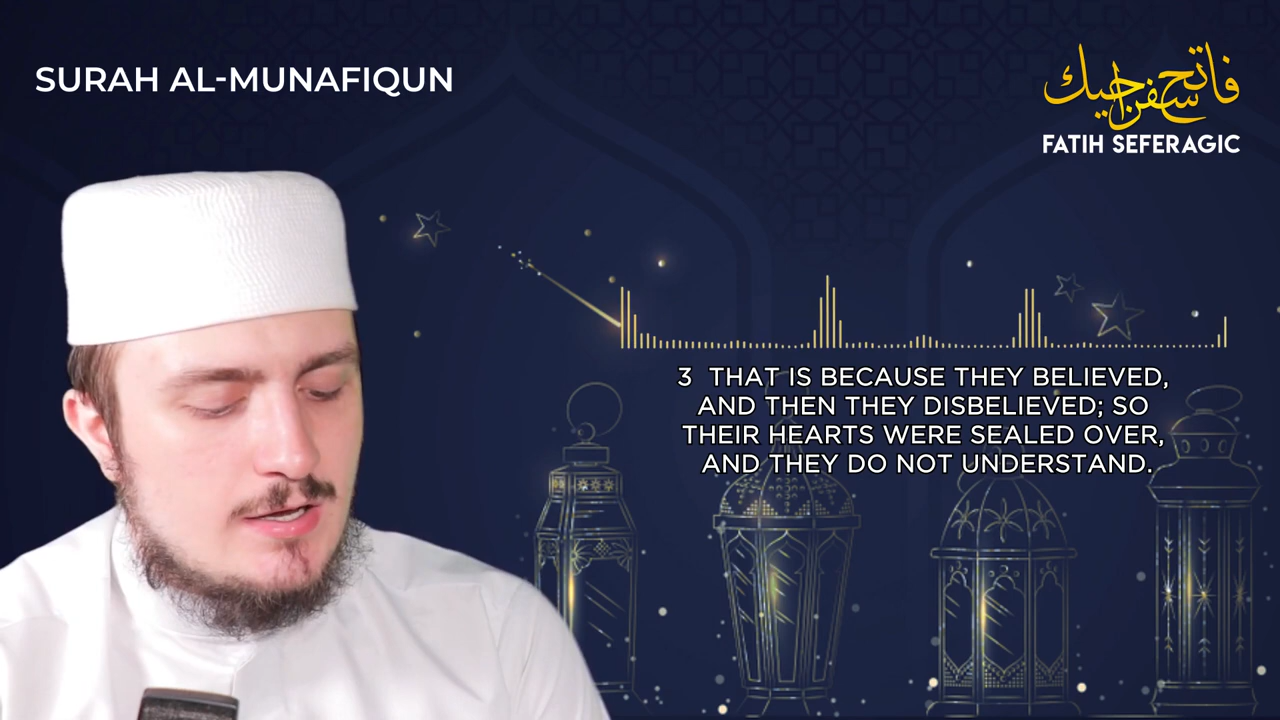 SURAH AL-MUNAFIQUN
فاتح سفراجيك
FATIH SEFERAGIC
3 THAT IS BECAUSE THEY BELIEVED,
AND THEN THEY DISBELIEVED; SO
THEIR HEARTS WERE SEALED OVER,
AND THEY DO NOT UNDERSTAND.